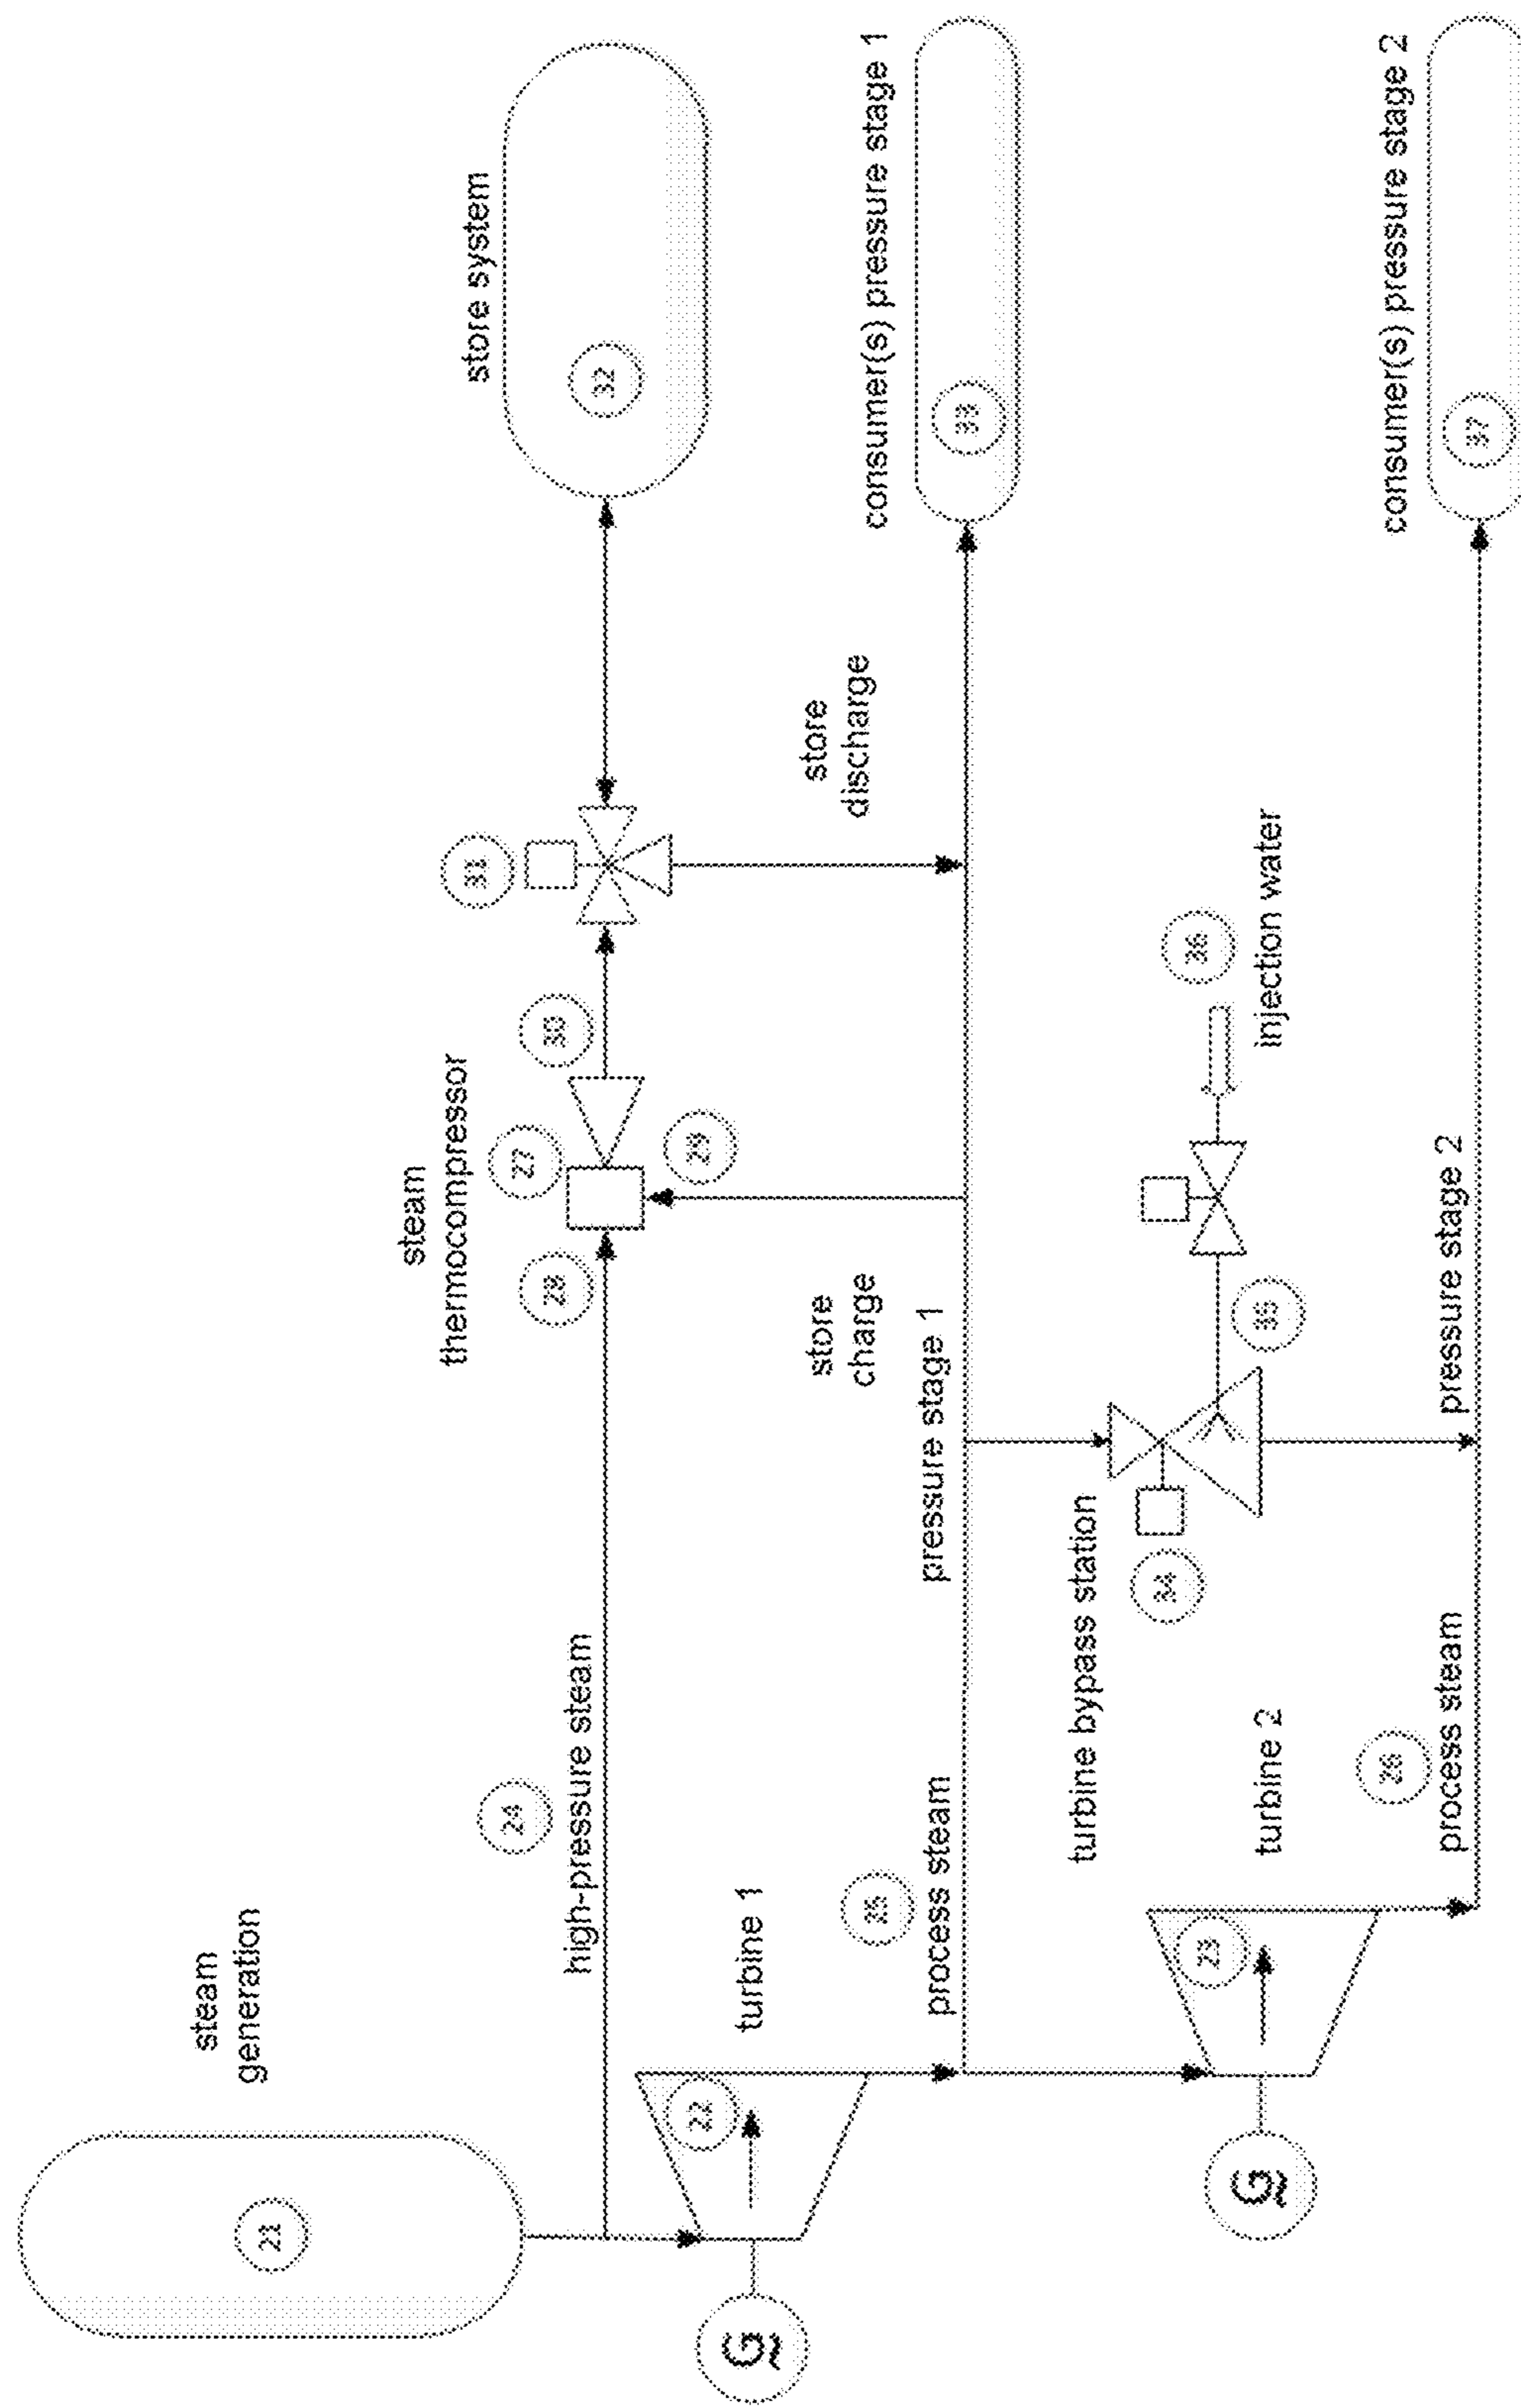 steam
generation
21
24
high-pressure steam
steam
thermocompressor
28
27
30
31
store system
32
29
turbine 1
22
G
store
charge
store
discharge
25
process steam
pressure stage 1
consumer(s) pressure stage 1
33
turbine bypass station
34
35
36
injection water
turbine 2
23
G
26
process steam
pressure stage 2
consumer(s) pressure stage 2
37